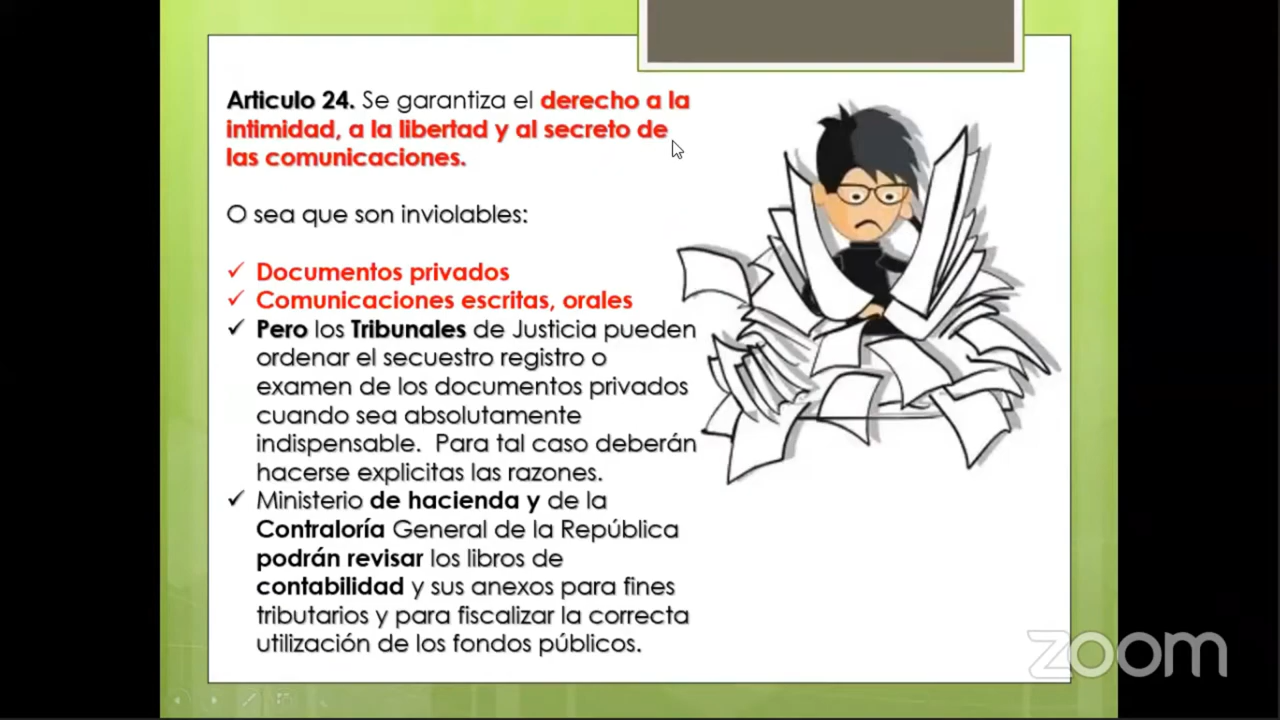 Articulo 24. Se garantiza el derecho a la
intimidad, a la libertad y al secreto de
las comunicaciones.
O sea que son inviolables:
✓ Documentos privados
✓ Comunicaciones escritas, orales
✓ Pero los Tribunales de Justicia pueden
ordenar el secuestro registro o
examen de los documentos privados
cuando sea absolutamente
indispensable. Para tal caso deberán
hacerse explicitas las razones.
✓ Ministerio de hacienda y de la
Contraloría General de la República
podrán revisar los libros de
contabilidad y sus anexos para fines
tributarios y para fiscalizar la correcta
utilización de los fondos públicos.
zoom